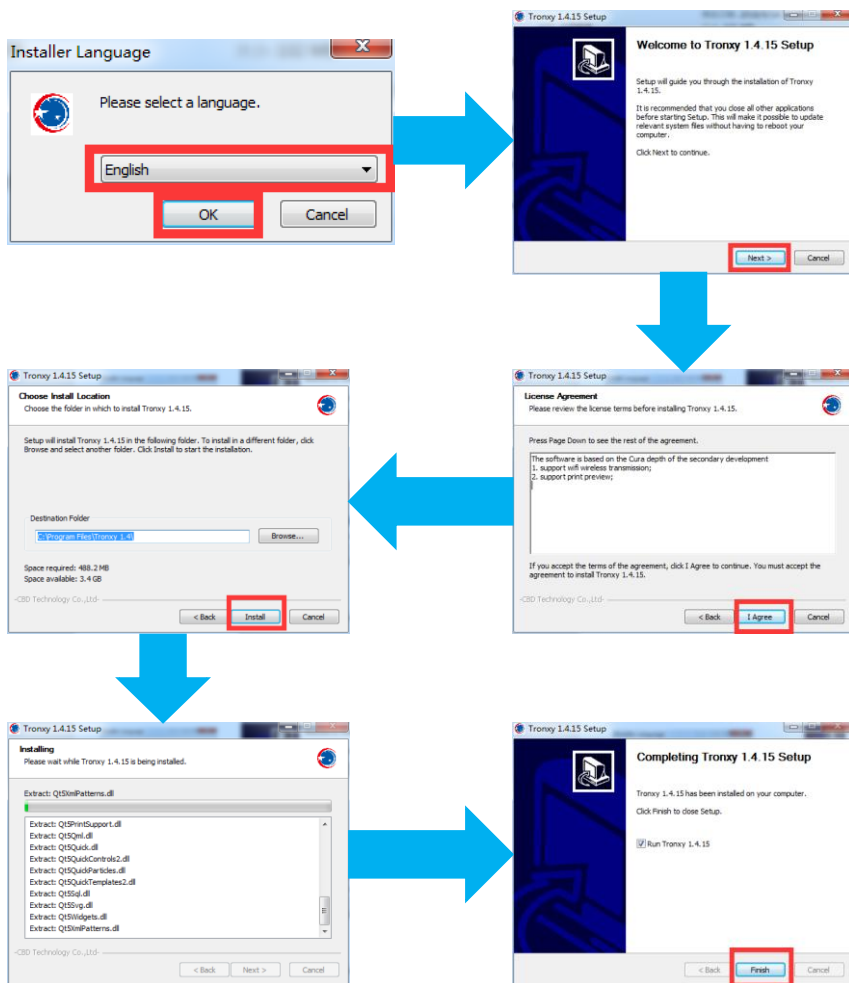 Installer Language
Please select a language.
English
OK
Cancel
Tronxy 1.4.15 Setup
Welcome to Tronxy 1.4.15 Setup
Setup will guide you through the installation of Tronxy
1.4.15.
It is recommended that you close all other applications
before starting Setup. This will make it possible to update
relevant system files without having to reboot your
computer.
Click Next to continue.
Next >
Cancel
Tronxy 1.4.15 Setup
License Agreement
Please review the license terms before installing Tronxy 1.4.15.
Press Page Down to see the rest of the agreement.
The software is based on the Cura depth of the secondary development
1. support wifi wireless transmission;
2. support print preview;
If you accept the terms of the agreement, click I Agree to continue. You must accept the
agreement to install Tronxy 1.4.15.
-CBD Technology Co.,Ltd-
< Back
I Agree
Cancel
Tronxy 1.4.15 Setup
Choose Install Location
Choose the folder in which to install Tronxy 1.4.15.
Setup will install Tronxy 1.4.15 in the following folder. To install in a different folder, click
Browse and select another folder. Click Install to start the installation.
Destination Folder
C:\Program Files\Tronxy 1.4\
Browse...
Space required: 488.2 MB
Space available: 3.4 GB
-CBD Technology Co.,Ltd-
< Back
Install
Cancel
Tronxy 1.4.15 Setup
Installing
Please wait while Tronxy 1.4.15 is being installed.
Extract: Qt5XmlPatterns.dll
Extract: Qt5PrintSupport.dll
Extract: Qt5Qml.dll
Extract: Qt5Quick.dll
Extract: Qt5QuickControls2.dll
Extract: Qt5QuickParticles.dll
Extract: Qt5QuickTemplates2.dll
Extract: Qt5Sql.dll
Extract: Qt5Svg.dll
Extract: Qt5Widgets.dll
Extract: Qt5XmlPatterns.dll
-CBD Technology Co.,Ltd-
< Back
Next >
Cancel
Tronxy 1.4.15 Setup
Completing Tronxy 1.4.15 Setup
Tronxy 1.4.15 has been installed on your computer.
Click Finish to close Setup.
Run Tronxy 1.4.15
< Back
Finish
Cancel